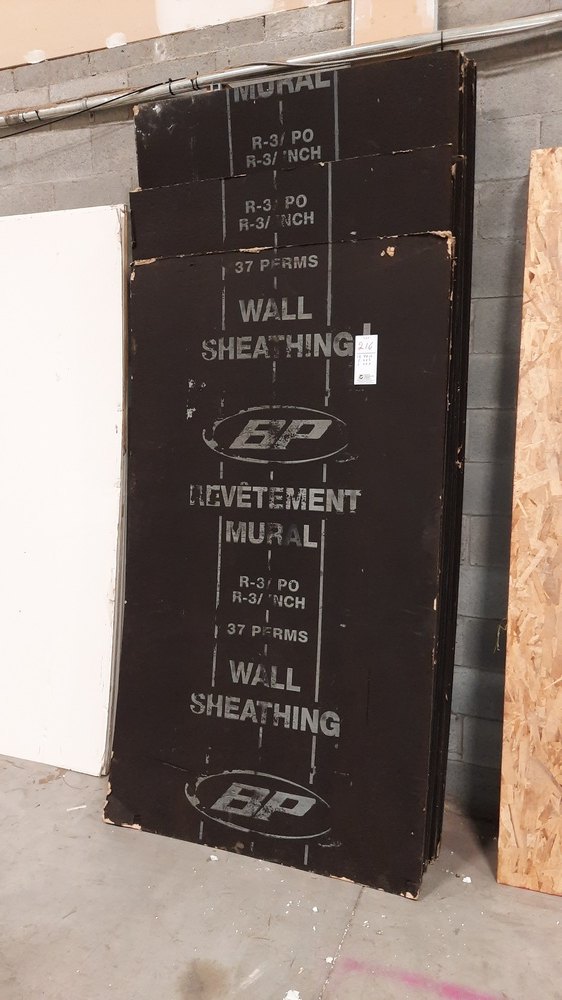 MURAL
R-3/ PO
R-3/ INCH
R-3/ PO
R-3/ INCH
37 PERMS
WALL
SHEATHING
216
BP
REVÊTEMENT
MURAL
R-3/ PO
R-3/ INCH
37 PERMS
WALL
SHEATHING
BP